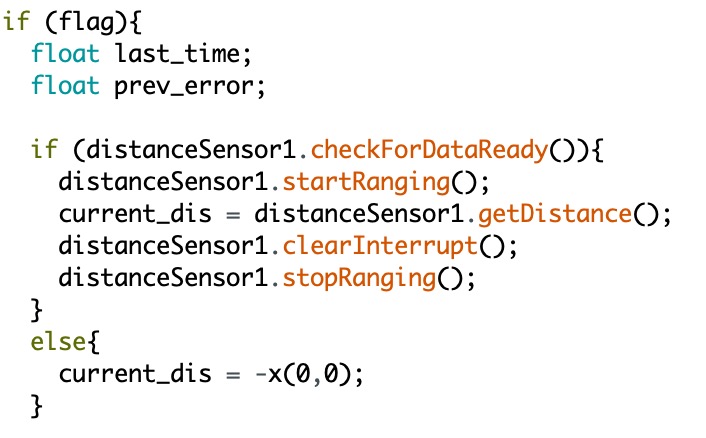 if (flag){
  float last_time;
  float prev_error;

  if (distanceSensor1.checkForDataReady()){
    distanceSensor1.startRanging();
    current_dis = distanceSensor1.getDistance();
    distanceSensor1.clearInterrupt();
    distanceSensor1.stopRanging();
  }
  else{
    current_dis = -x(0,0);
  }